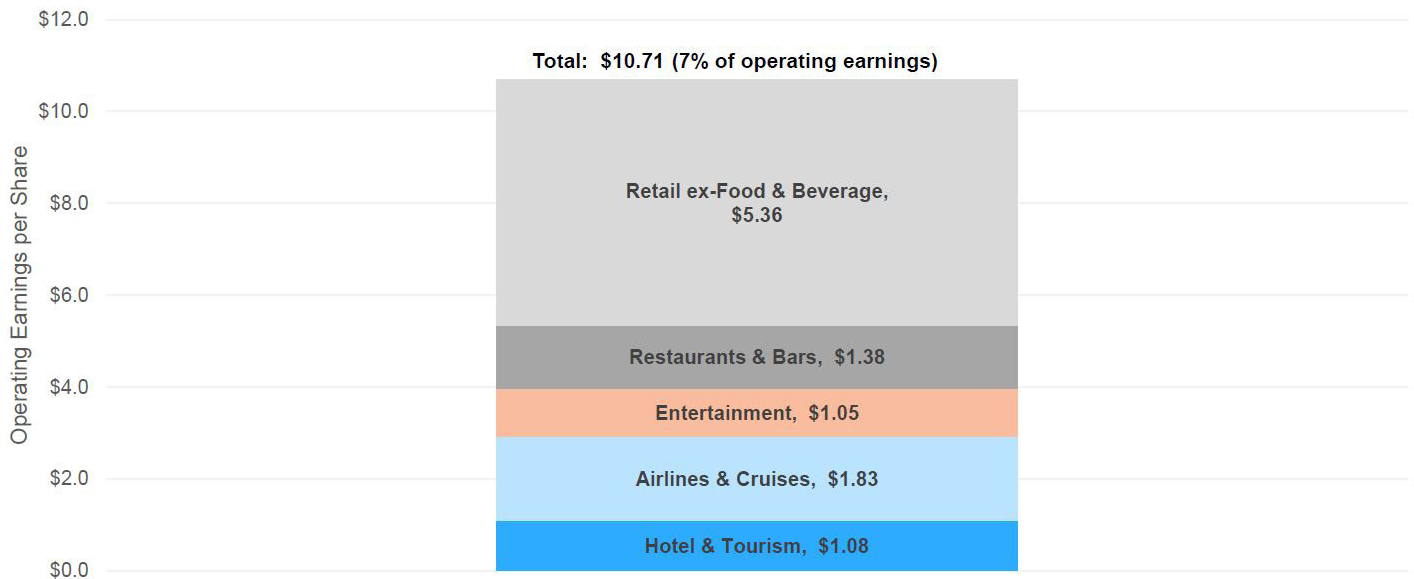 $12.0
Total: $10.71 (7% of operating earnings)
$10.0
Retail ex-Food & Beverage,
$5.36
$8.0
Operating Earnings per Share
$6.0
Restaurants & Bars, $1.38
$4.0
Entertainment, $1.05
Airlines & Cruises, $1.83
$2.0
Hotel & Tourism, $1.08
$0.0